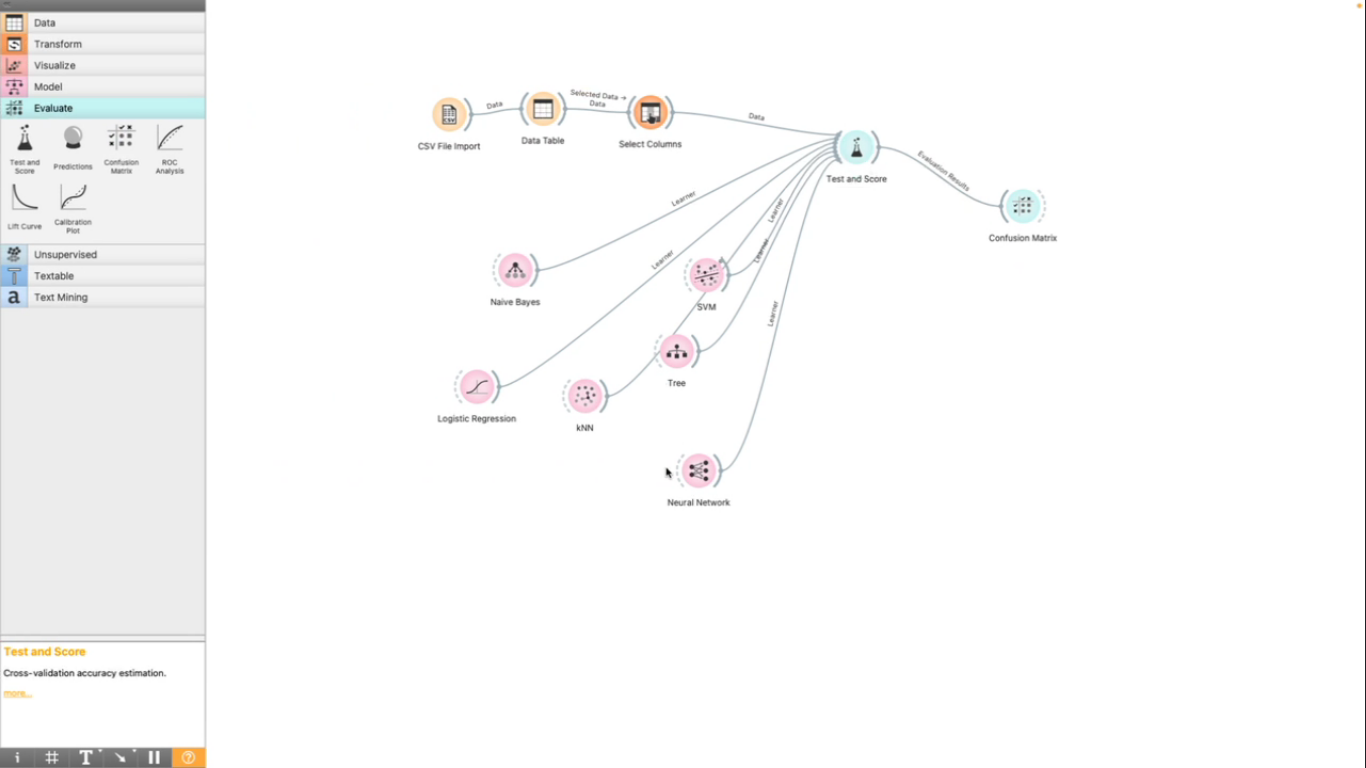 Data
Transform
Visualize
Model
Evaluate
Test and
Score
Predictions
Confusion
Matrix
ROC
Analysis
Lift Curve
Calibration
Plot
Unsupervised
Textable
Text Mining
Test and Score
Cross-validation accuracy estimation.
more...
Data
Selected Data →
Data
Data
CSV File Import
Data Table
Select Columns
Test and Score
Evaluation Results
Confusion Matrix
Learner
Learner
Learner
Learner
Learner
Naive Bayes
SVM
Tree
Logistic Regression
kNN
Neural Network